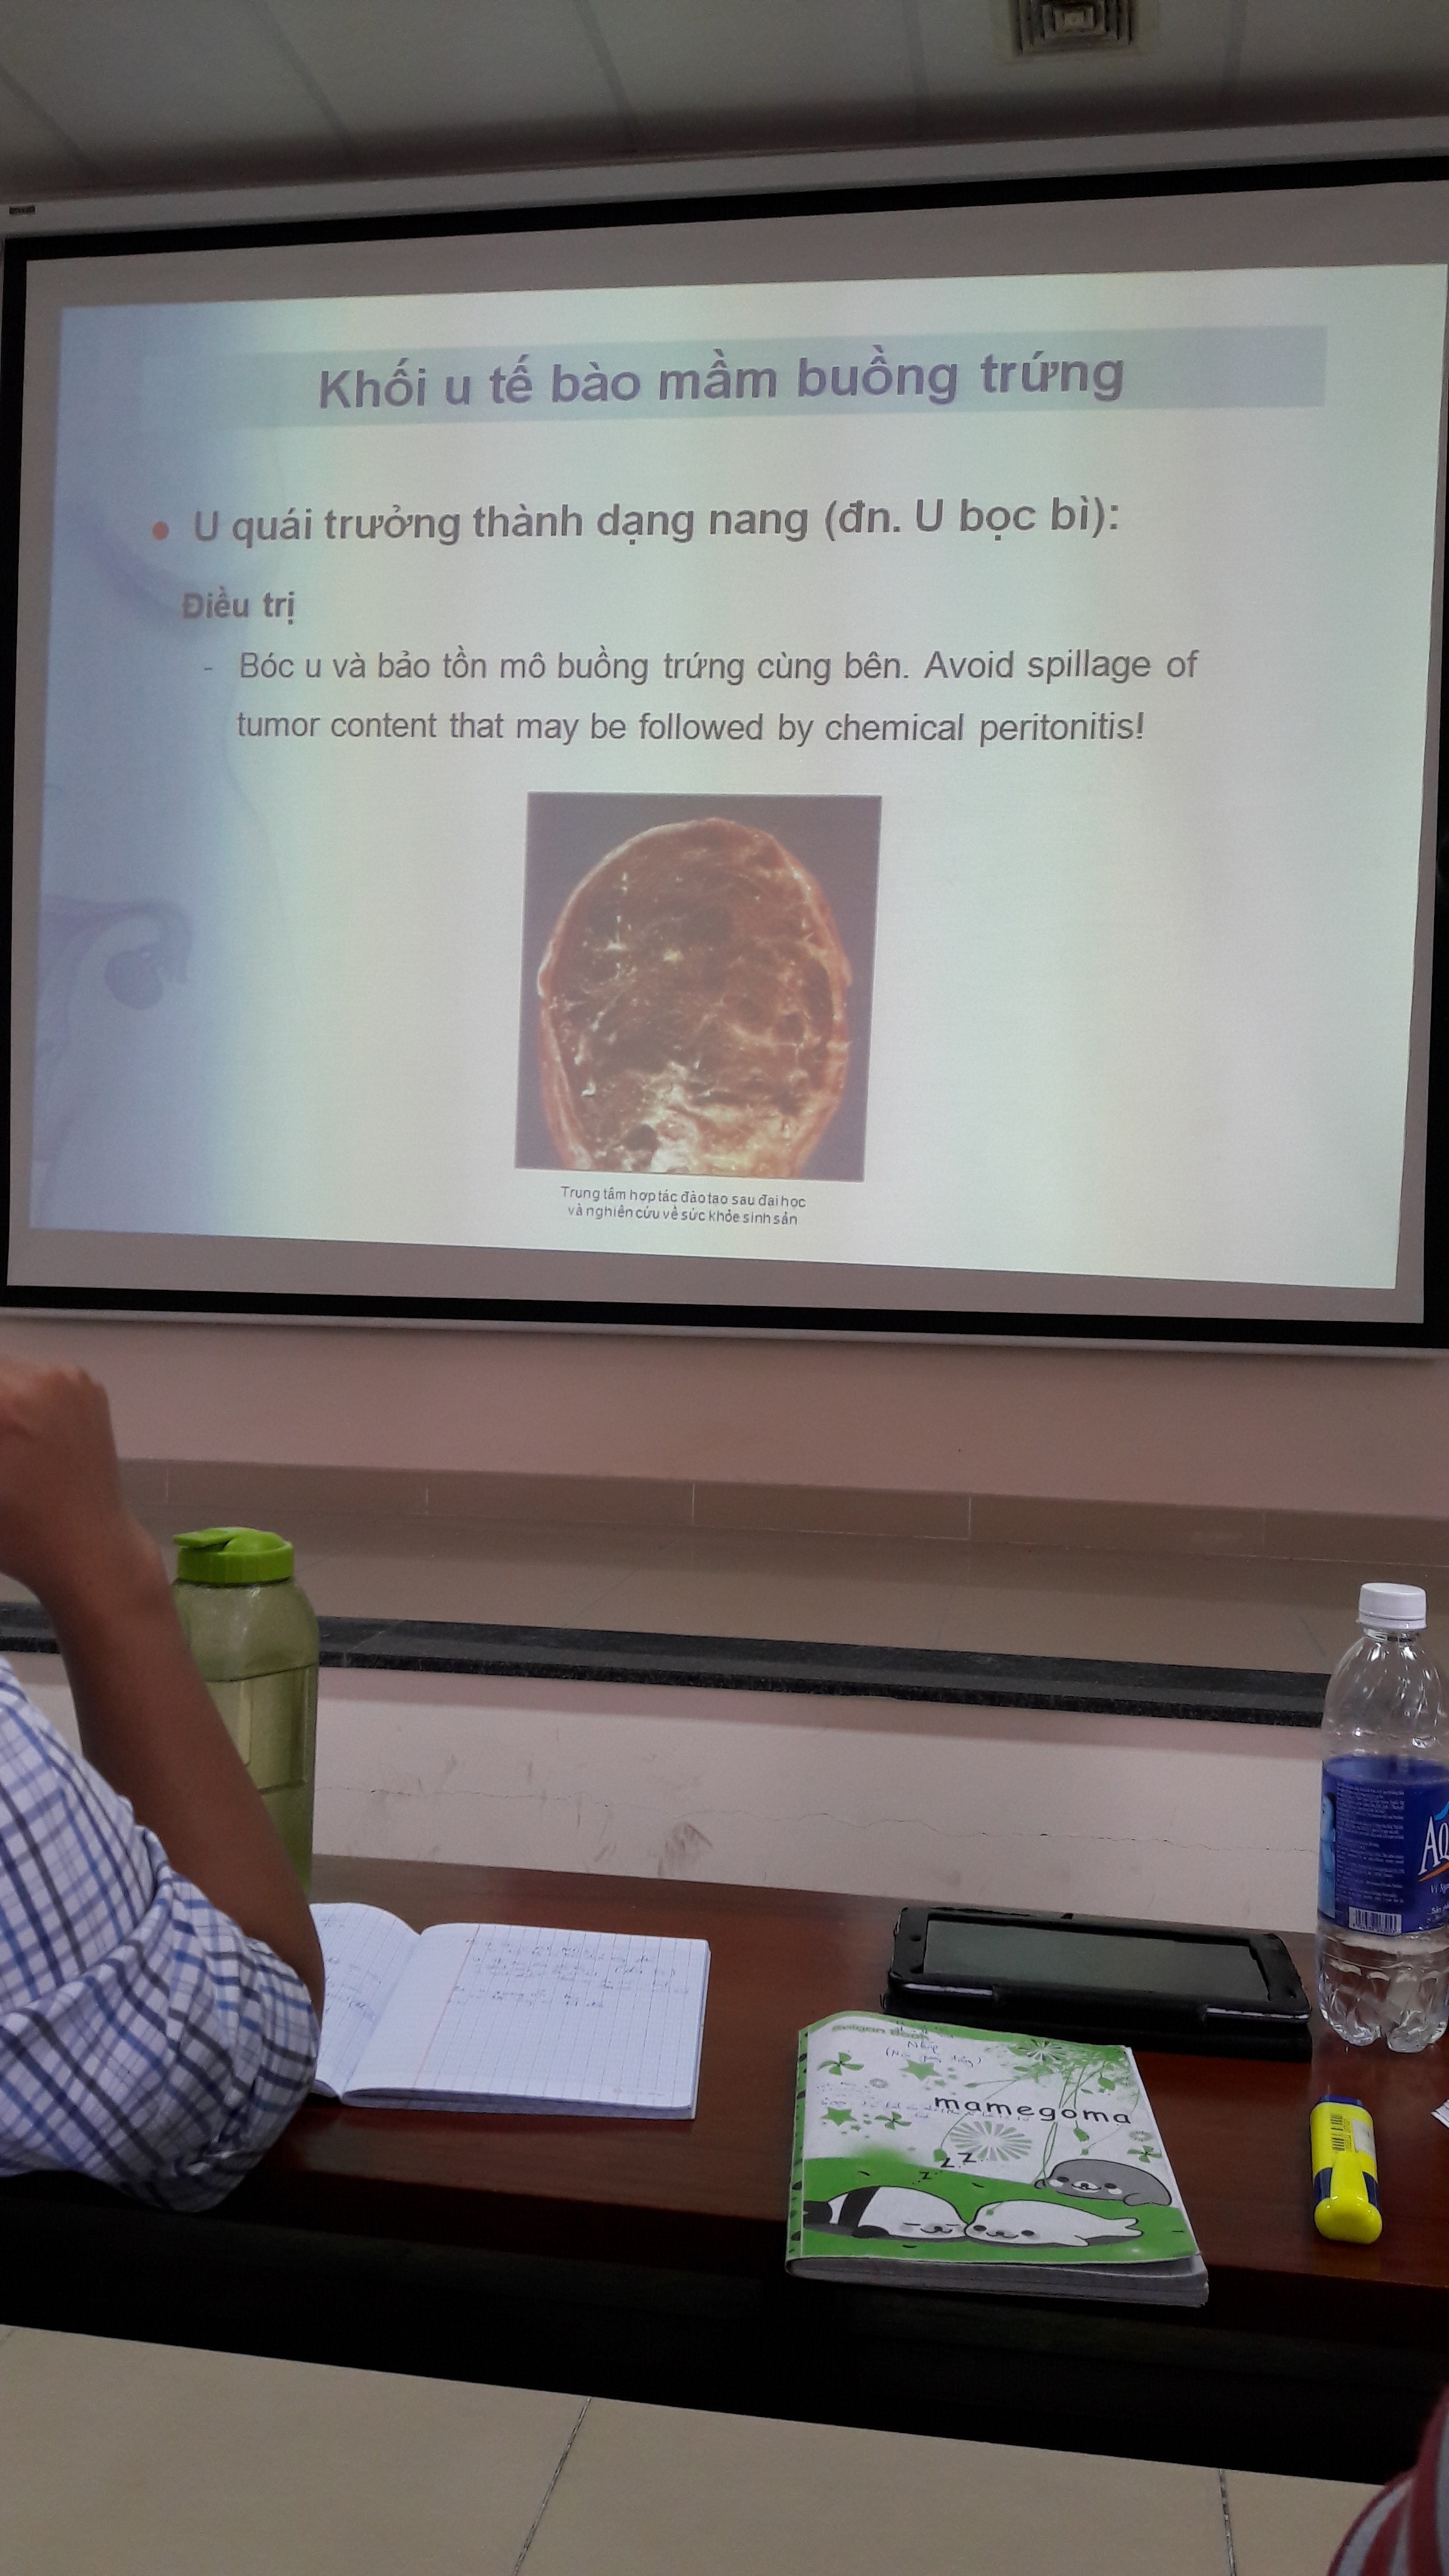 Khối u tế bào mầm buồng trứng
● U quái trưởng thành dạng nang (đn. U bọc bì):
Điều trị
- Bóc u và bảo tồn mô buồng trứng cùng bên. Avoid spillage of
tumor content that may be followed by chemical peritonitis!
Trung tâm hợp tác đào tạo sau đại học
và nghiên cứu về sức khỏe sinh sản
mamegoma
z z z